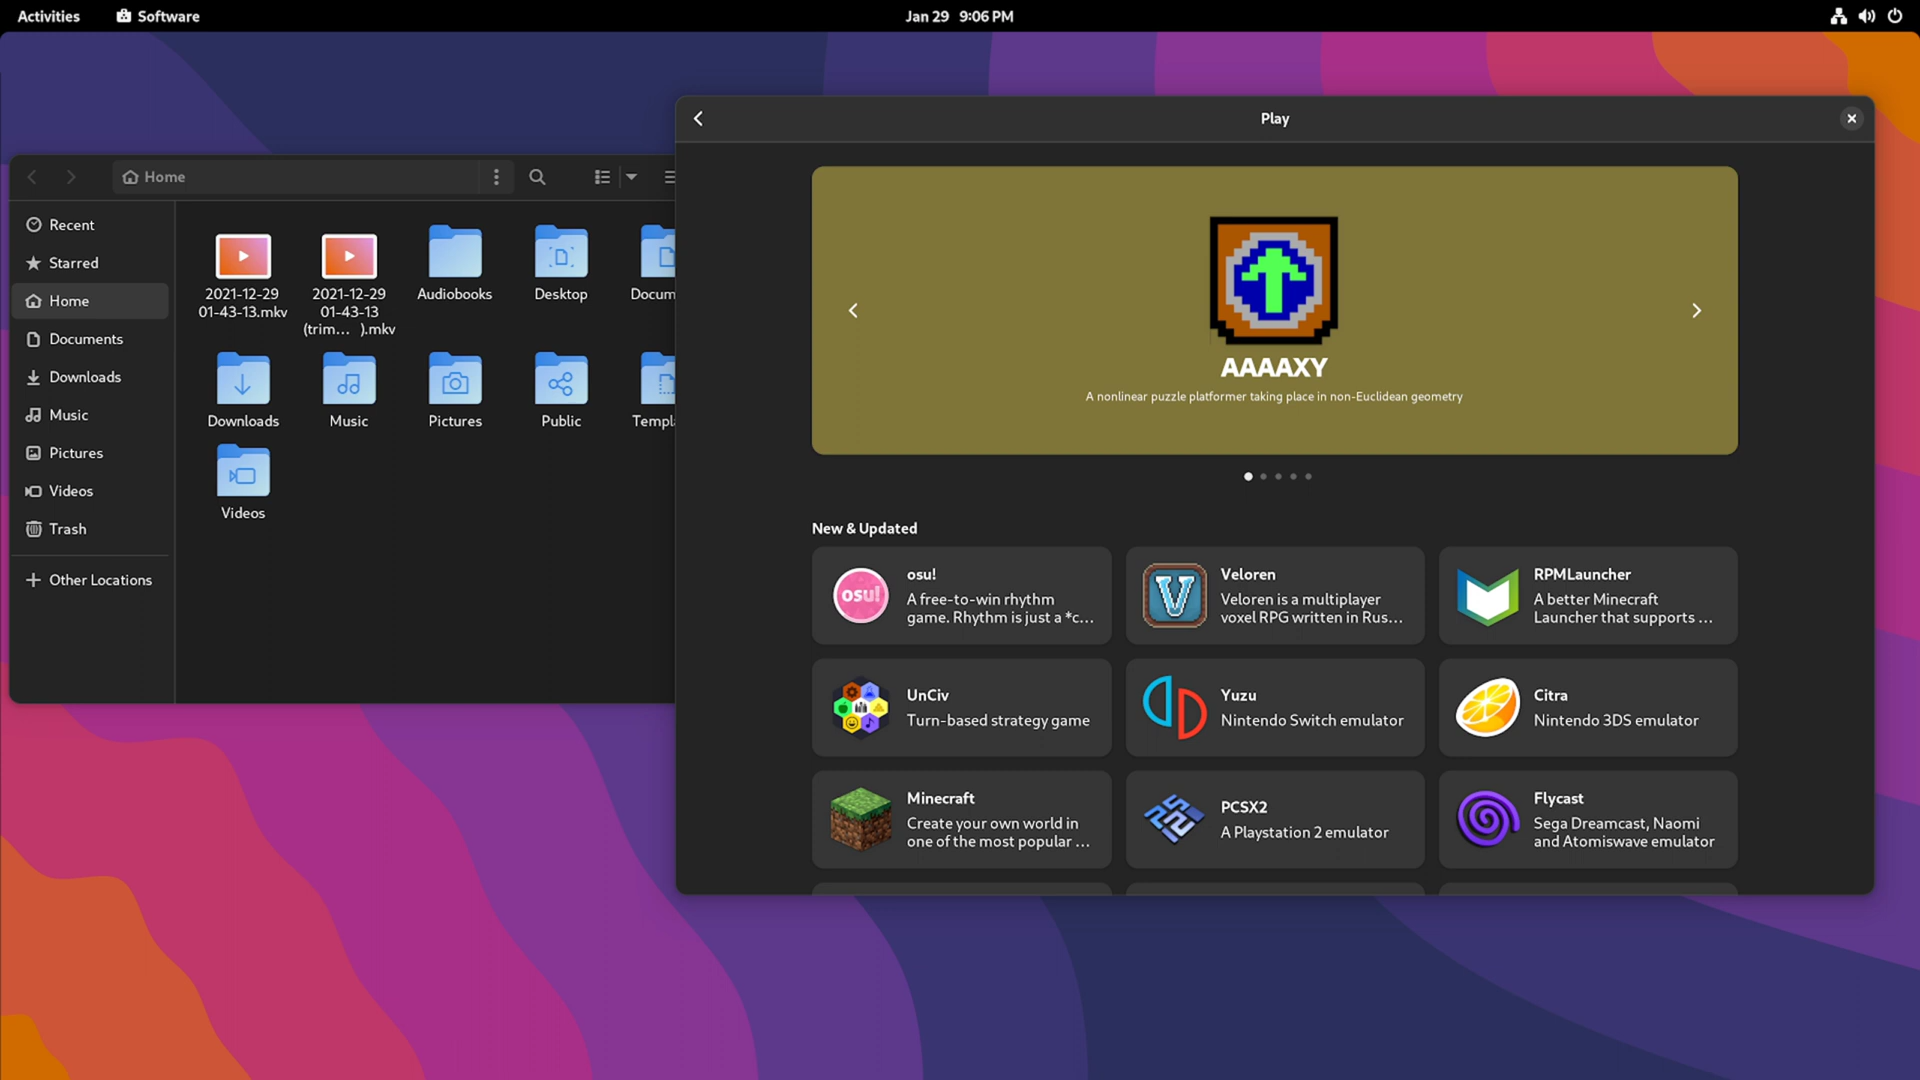 Activities
Software
Jan 29 9:06 PM
Home
Recent
Starred
Home
Documents
Downloads
Music
Pictures
Videos
Trash
Other Locations
2021-12-29
01-43-13.mkv
2021-12-29
01-43-13
(trim… ).mkv
Audiobooks
Desktop
Docum
Downloads
Music
Pictures
Public
Templ
Videos
Play
AAAAXY
A nonlinear puzzle platformer taking place in non-Euclidean geometry
New & Updated
osu!
osu!
A free-to-win rhythm
game. Rhythm is just a *c…
V
Veloren
Veloren is a multiplayer
voxel RPG written in Rus…
RPMLauncher
A better Minecraft
Launcher that supports …
UnCiv
Turn-based strategy game
Yuzu
Nintendo Switch emulator
Citra
Nintendo 3DS emulator
Minecraft
Create your own world in
one of the most popular …
PCSX2
A Playstation 2 emulator
Flycast
Sega Dreamcast, Naomi
and Atomiswave emulator